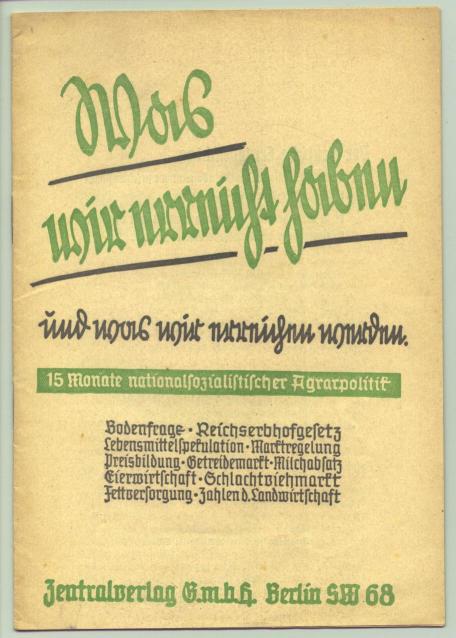 Was
wir erreicht haben
und was wir erreichen werden.
15 Monate nationalsozialistischer Agrarpolitik
Bodenfrage · Reichserbhofgesetz
Lebensmittelspekulation · Marktregelung
Preisbildung · Getreidemarkt · Milchabsatz
Eierwirtschaft · Schlachtviehmarkt
Fettversorgung · Zahlen d. Landwirtschaft
Zentralverlag G.m.b.H. Berlin SW 68